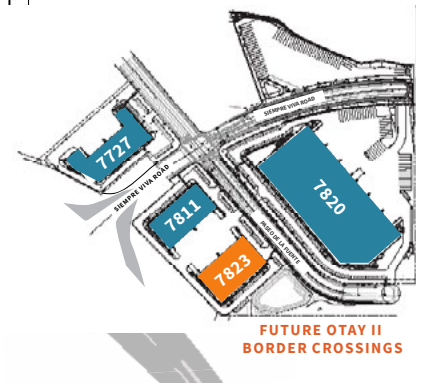 SIEMPRE VIVA ROAD
7727
SIEMPRE VIVA ROAD
7811
7820
PASEO DE LA FUENTE
7823
FUTURE OTAY II
BORDER CROSSINGS